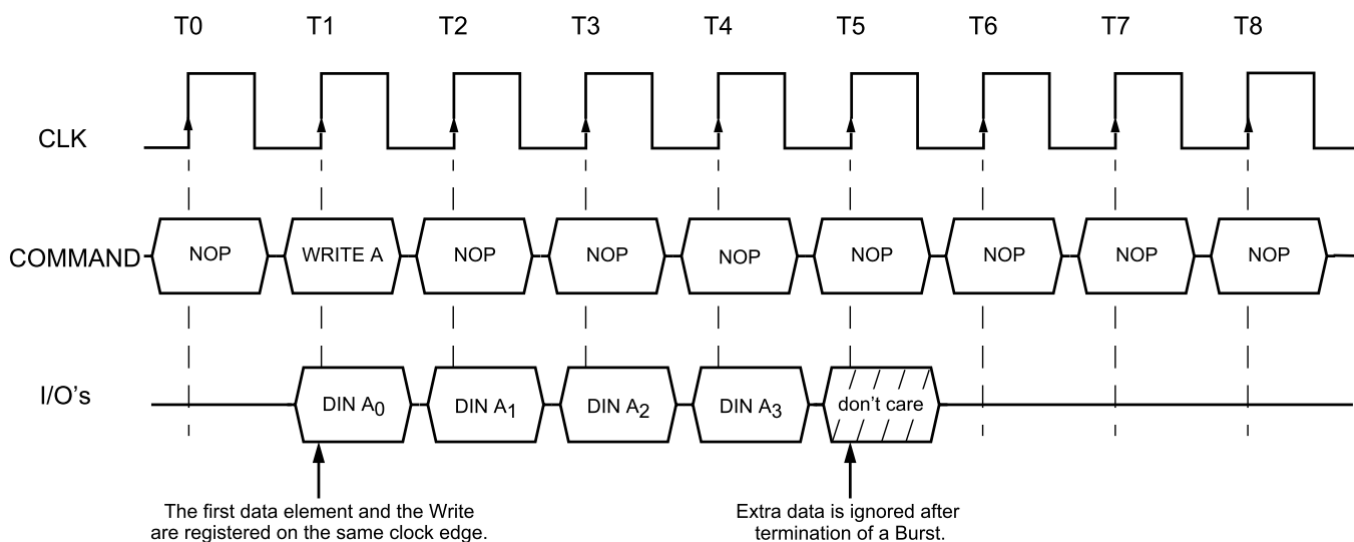 T0 T1 T2 T3 T4 T5 T6 T7 T8
CLK
COMMAND NOP WRITE A NOP NOP NOP NOP NOP NOP NOP
I/O's DIN A0 DIN A1 DIN A2 DIN A3 don't care
The first data element and the Write
are registered on the same clock edge.
Extra data is ignored after
termination of a Burst.